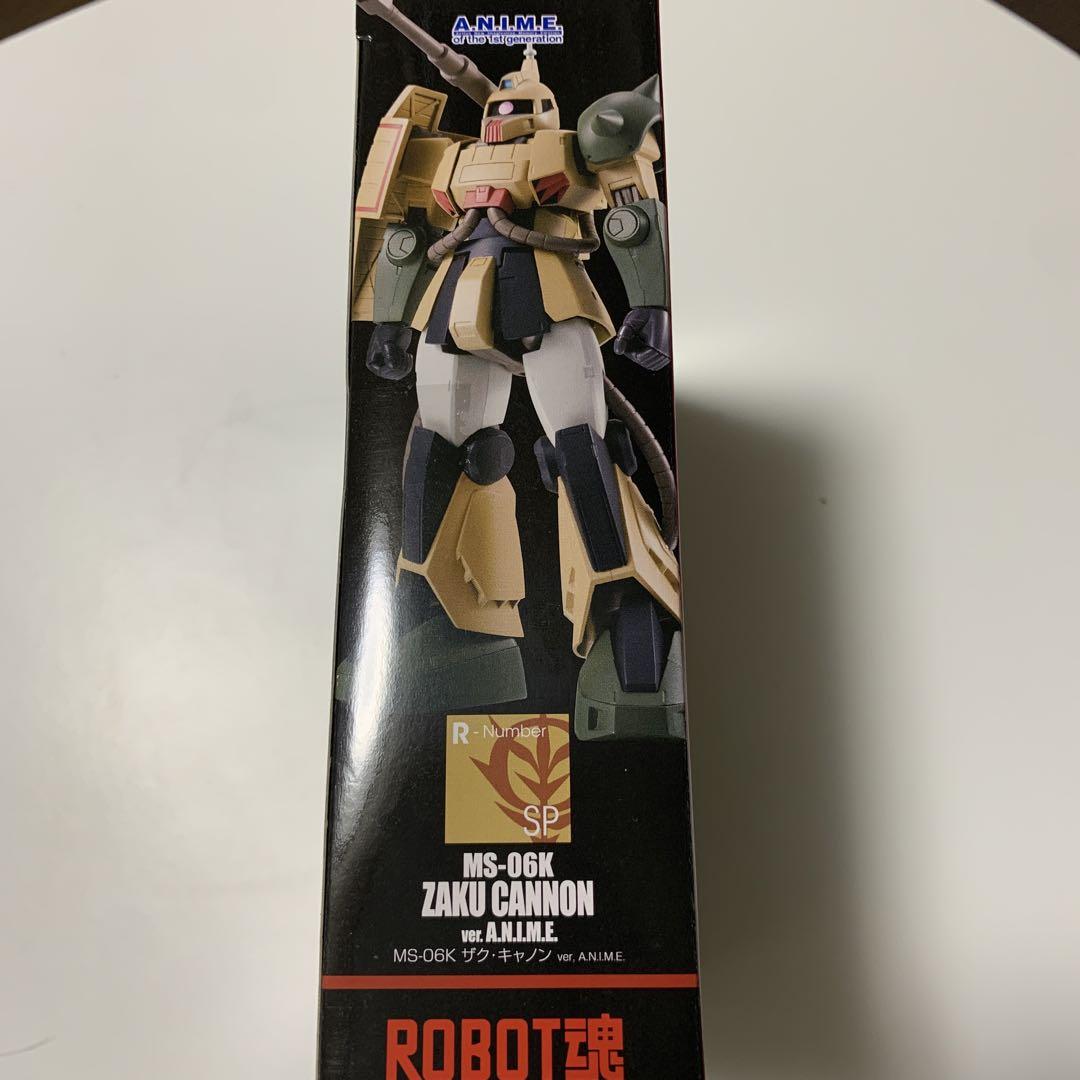 A.N.I.M.E.
of the 1st generation
R - Number
SP
MS-06K
ZAKU CANNON
ver. A.N.I.M.E.
MS-06K ザク・キャノン ver. A.N.I.M.E.
ROBOT魂